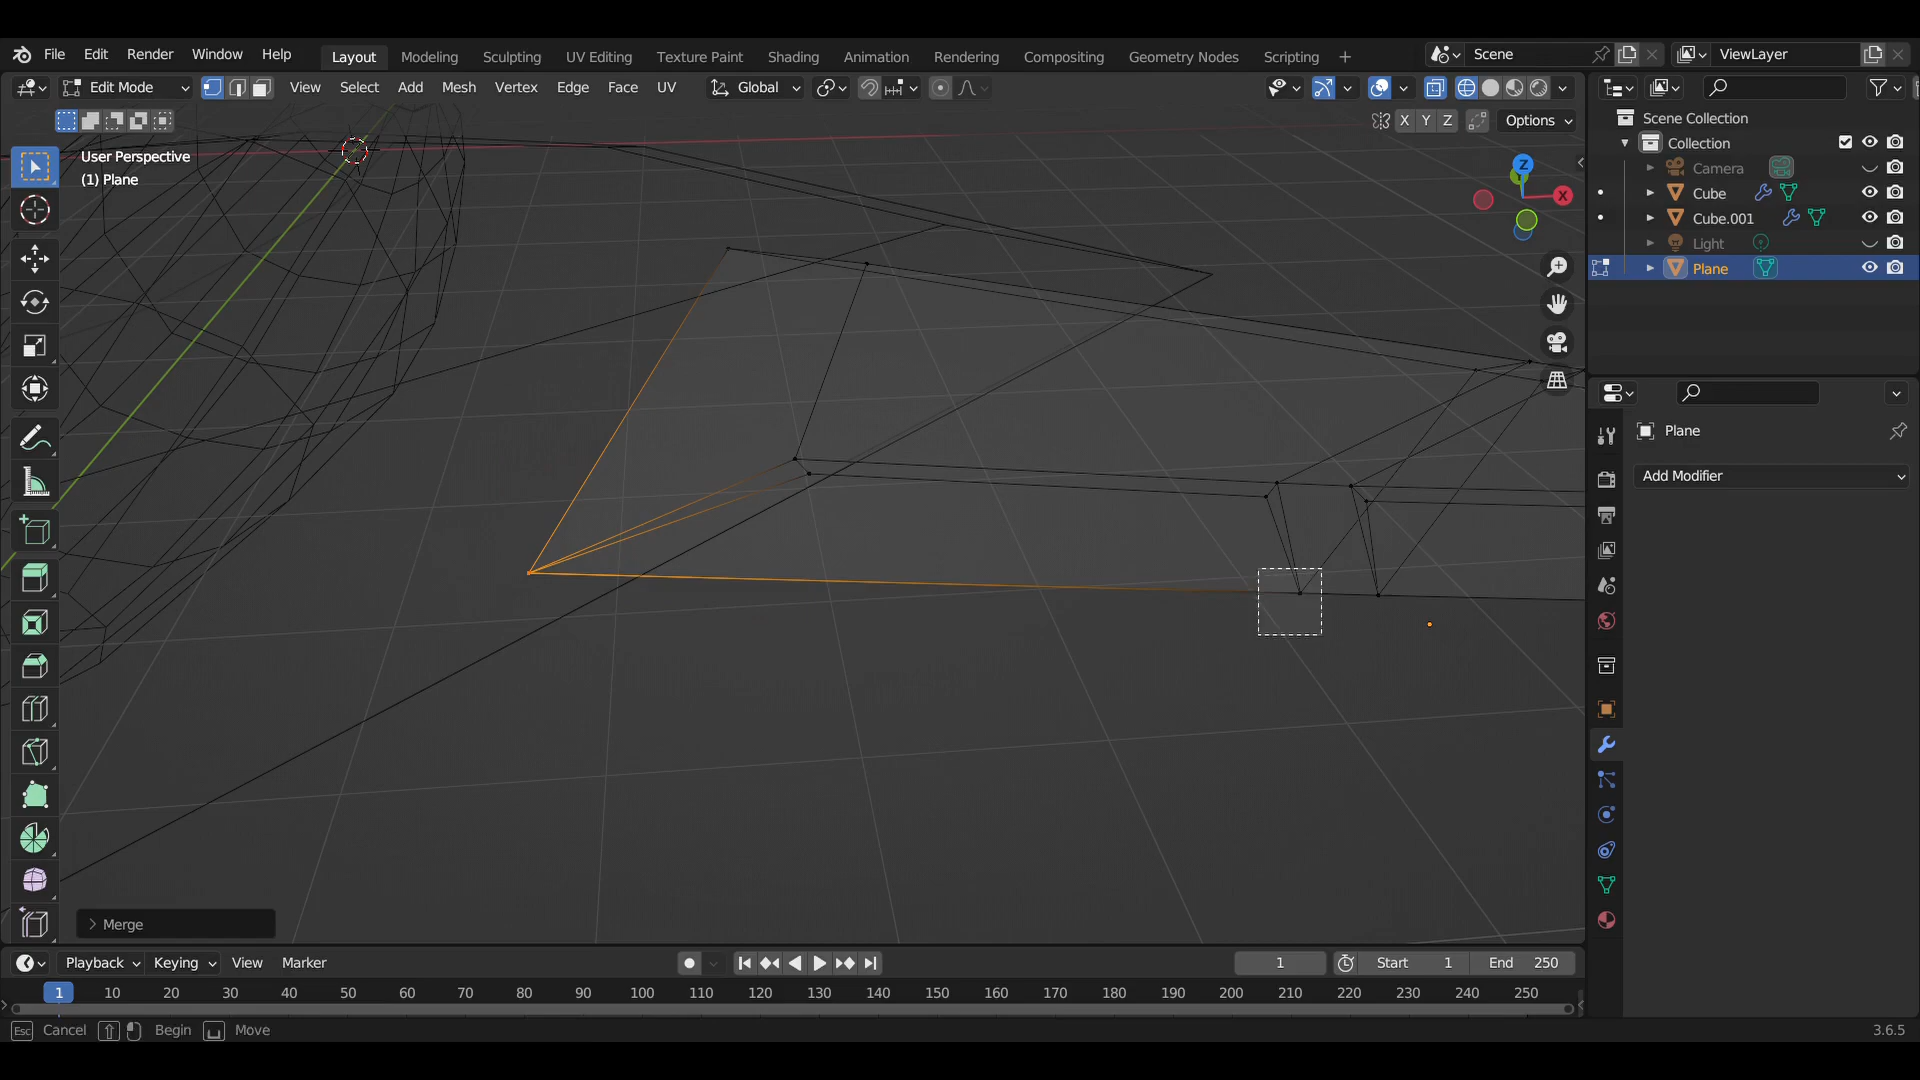 File Edit Render Window Help Layout Modeling Sculpting UV Editing Texture Paint Shading Animation Rendering Compositing Geometry Nodes Scripting + Scene ViewLayer
Edit Mode View Select Add Mesh Vertex Edge Face UV Global
X Y Z Options
User Perspective
(1) Plane
Z
X
Scene Collection
Collection
Camera
Cube
Cube.001
Light
Plane
Plane
Add Modifier
Merge
Playback Keying View Marker 1 Start 1 End 250
1 10 20 30 40 50 60 70 80 90 100 110 120 130 140 150 160 170 180 190 200 210 220 230 240 250
Esc Cancel Begin Move 3.6.5